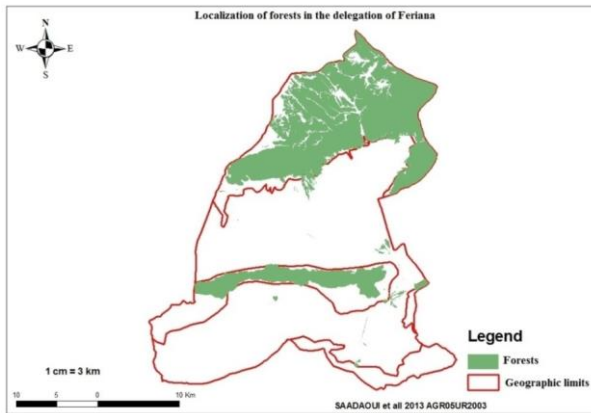 Localization of forests in the delegation of Feriana
N
W E
S
Legend
Forests
1 cm = 3 km
Geographic limits
10 5 0 10 Km
SAADAOUI et all 2013 AGR05UR2003